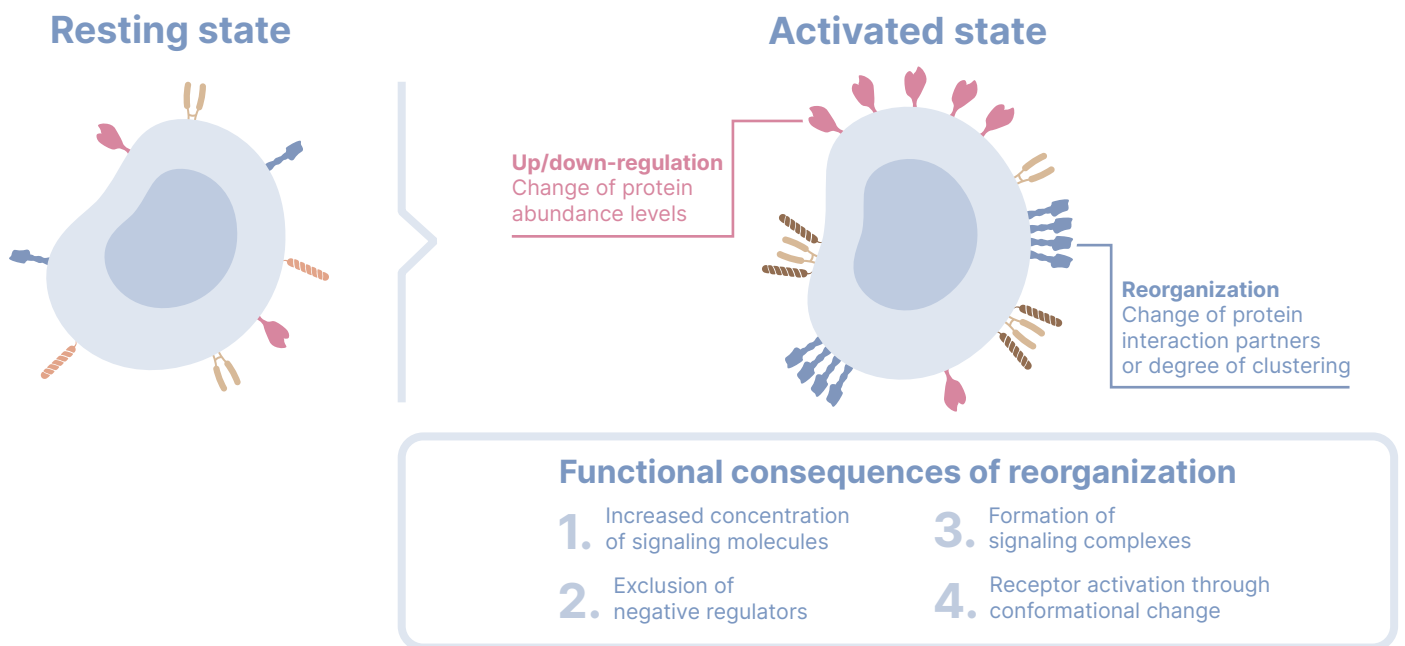 Resting state
Activated state
Up/down-regulation
Change of protein
abundance levels
Reorganization
Change of protein
interaction partners
or degree of clustering
Functional consequences of reorganization
1. Increased concentration
of signaling molecules
2. Exclusion of
negative regulators
3. Formation of
signaling complexes
4. Receptor activation through
conformational change